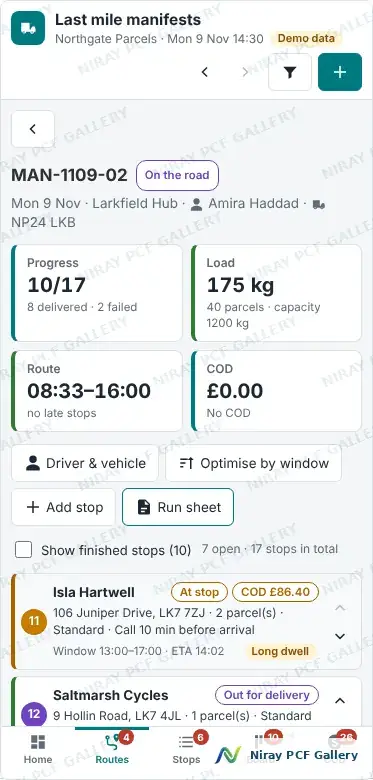 Last mile manifests
Northgate Parcels · Mon 9 Nov 14:30 Demo data
MAN-1109-02 On the road
Mon 9 Nov · Larkfield Hub · Amira Haddad ·
NP24 LKB
Progress
10/17
8 delivered · 2 failed
Load
175 kg
40 parcels · capacity
1200 kg
Route
08:33–16:00
no late stops
COD
£0.00
No COD
Driver & vehicle
Optimise by window
Add stop
Run sheet
Show finished stops (10) 7 open · 17 stops in total
11
Isla Hartwell At stop COD £86.40
106 Juniper Drive, LK7 7ZJ · 2 parcel(s) ·
Standard · Call 10 min before arrival
Window 13:00–17:00 · ETA 14:02 Long dwell
12
Saltmarsh Cycles Out for delivery
9 Hollin Road, LK7 4JL · 1 parcel(s) · Standard
Home
Routes 4
Stops 6
Niray PCF Gallery
NIRAY PCF GALLERY